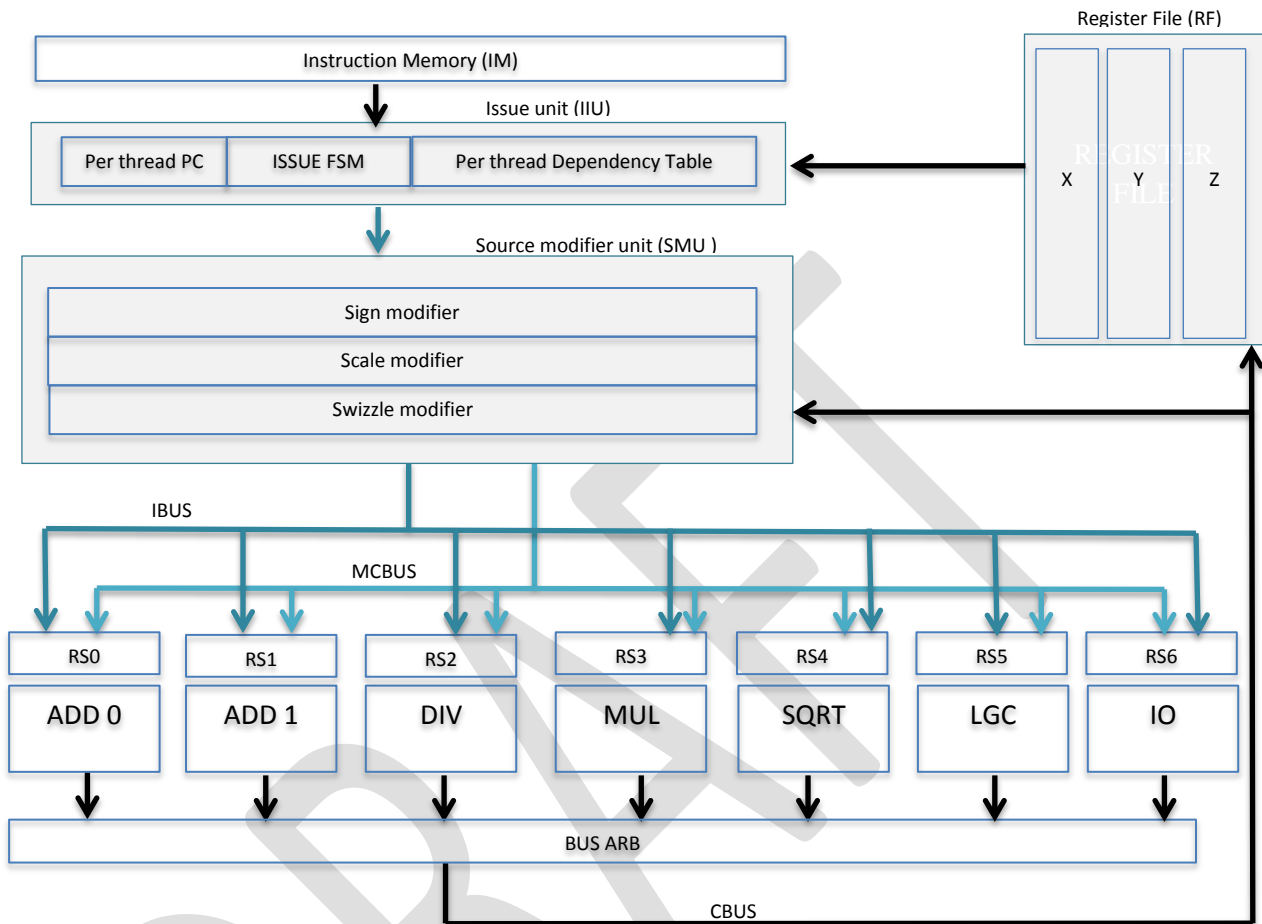 Register File (RF)
Instruction Memory (IM)
Issue unit (IIU)
Per thread PC
ISSUE FSM
Per thread Dependency Table
REGISTER
FILE
X
Y
Z
Source modifier unit (SMU )
Sign modifier
Scale modifier
Swizzle modifier
IBUS
MCBUS
RS0
RS1
RS2
RS3
RS4
RS5
RS6
ADD 0
ADD 1
DIV
MUL
SQRT
LGC
IO
BUS ARB
CBUS
DRAFT